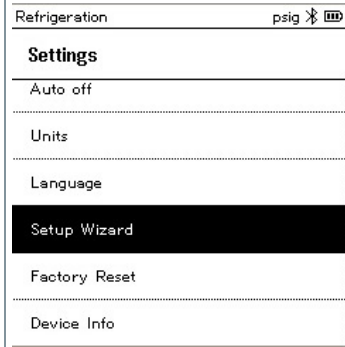 Refrigeration psig
Settings
Auto off
Units
Language
Setup Wizard
Factory Reset
Device Info